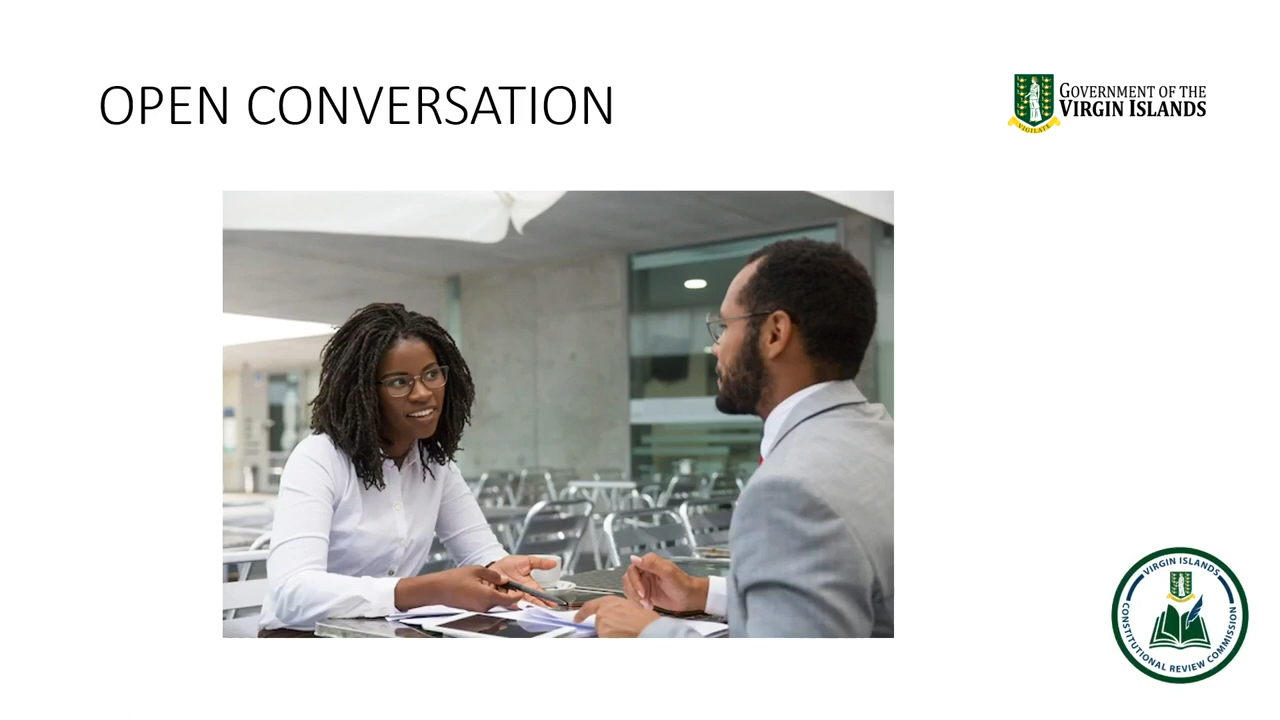 OPEN CONVERSATION
GOVERNMENT OF THE
VIRGIN ISLANDS
VIGILATE
VIRGIN ISLANDS
CONSTITUTIONAL REVIEW COMMISSION